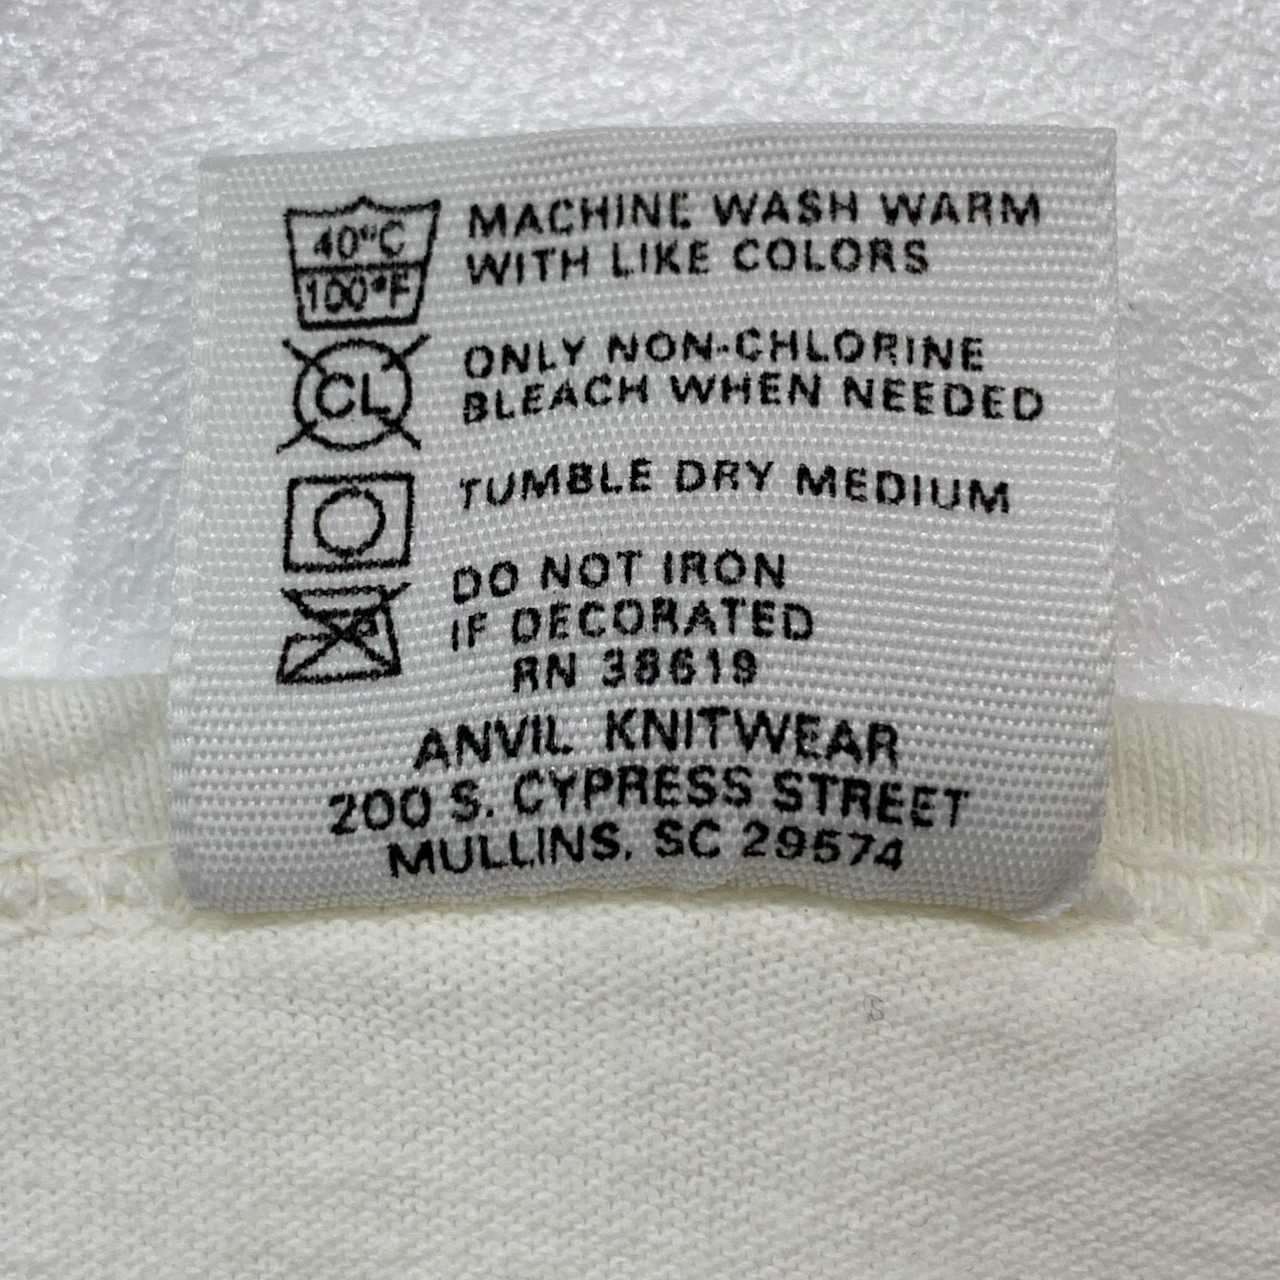 40°C
100°F
MACHINE WASH WARM
WITH LIKE COLORS
CL
ONLY NON-CHLORINE
BLEACH WHEN NEEDED
TUMBLE DRY MEDIUM
DO NOT IRON
IF DECORATED
RN 38619
ANVIL KNITWEAR
200 S. CYPRESS STREET
MULLINS, SC 29574